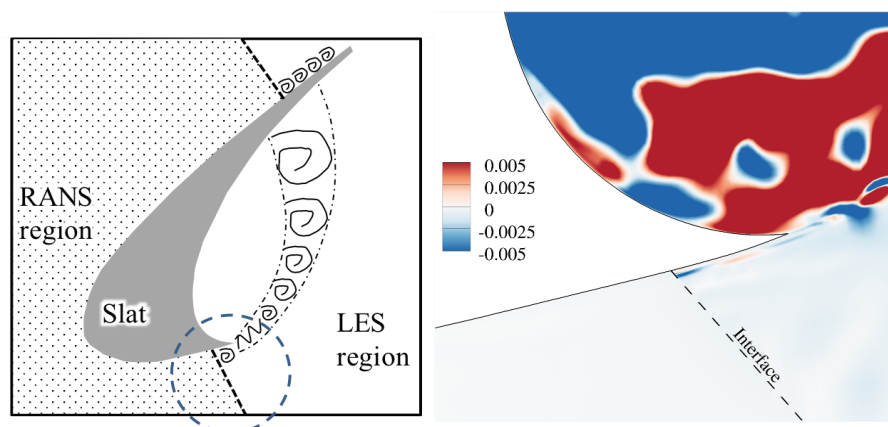 RANS
region
Slat
LES
region
0.005
0.0025
0
-0.0025
-0.005
Interface